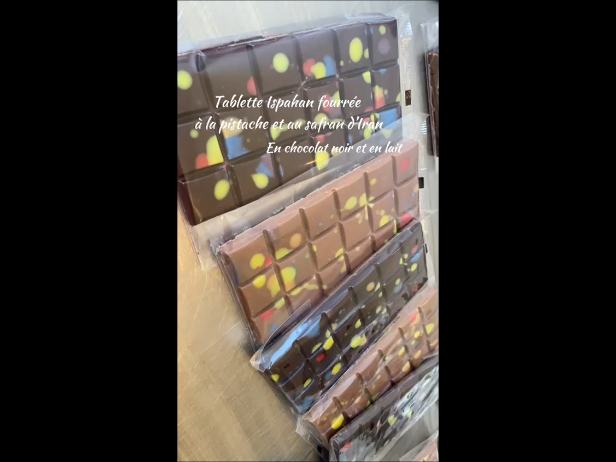 Tablette Ispahan fourrée
à la pistache et au safran d'Iran
En chocolat noir et en lait